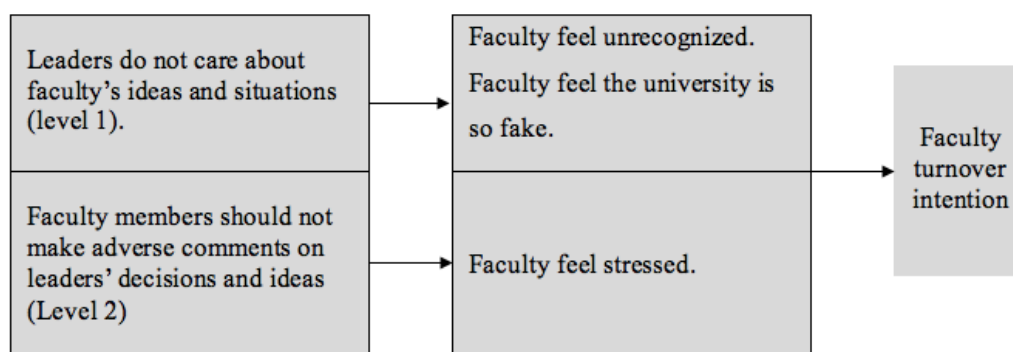 Leaders do not care about
faculty's ideas and situations
(level 1).
Faculty members should not
make adverse comments on
leaders' decisions and ideas
(Level 2)
Faculty feel unrecognized.
Faculty feel the university is
so fake.
Faculty feel stressed.
Faculty
turnover
intention